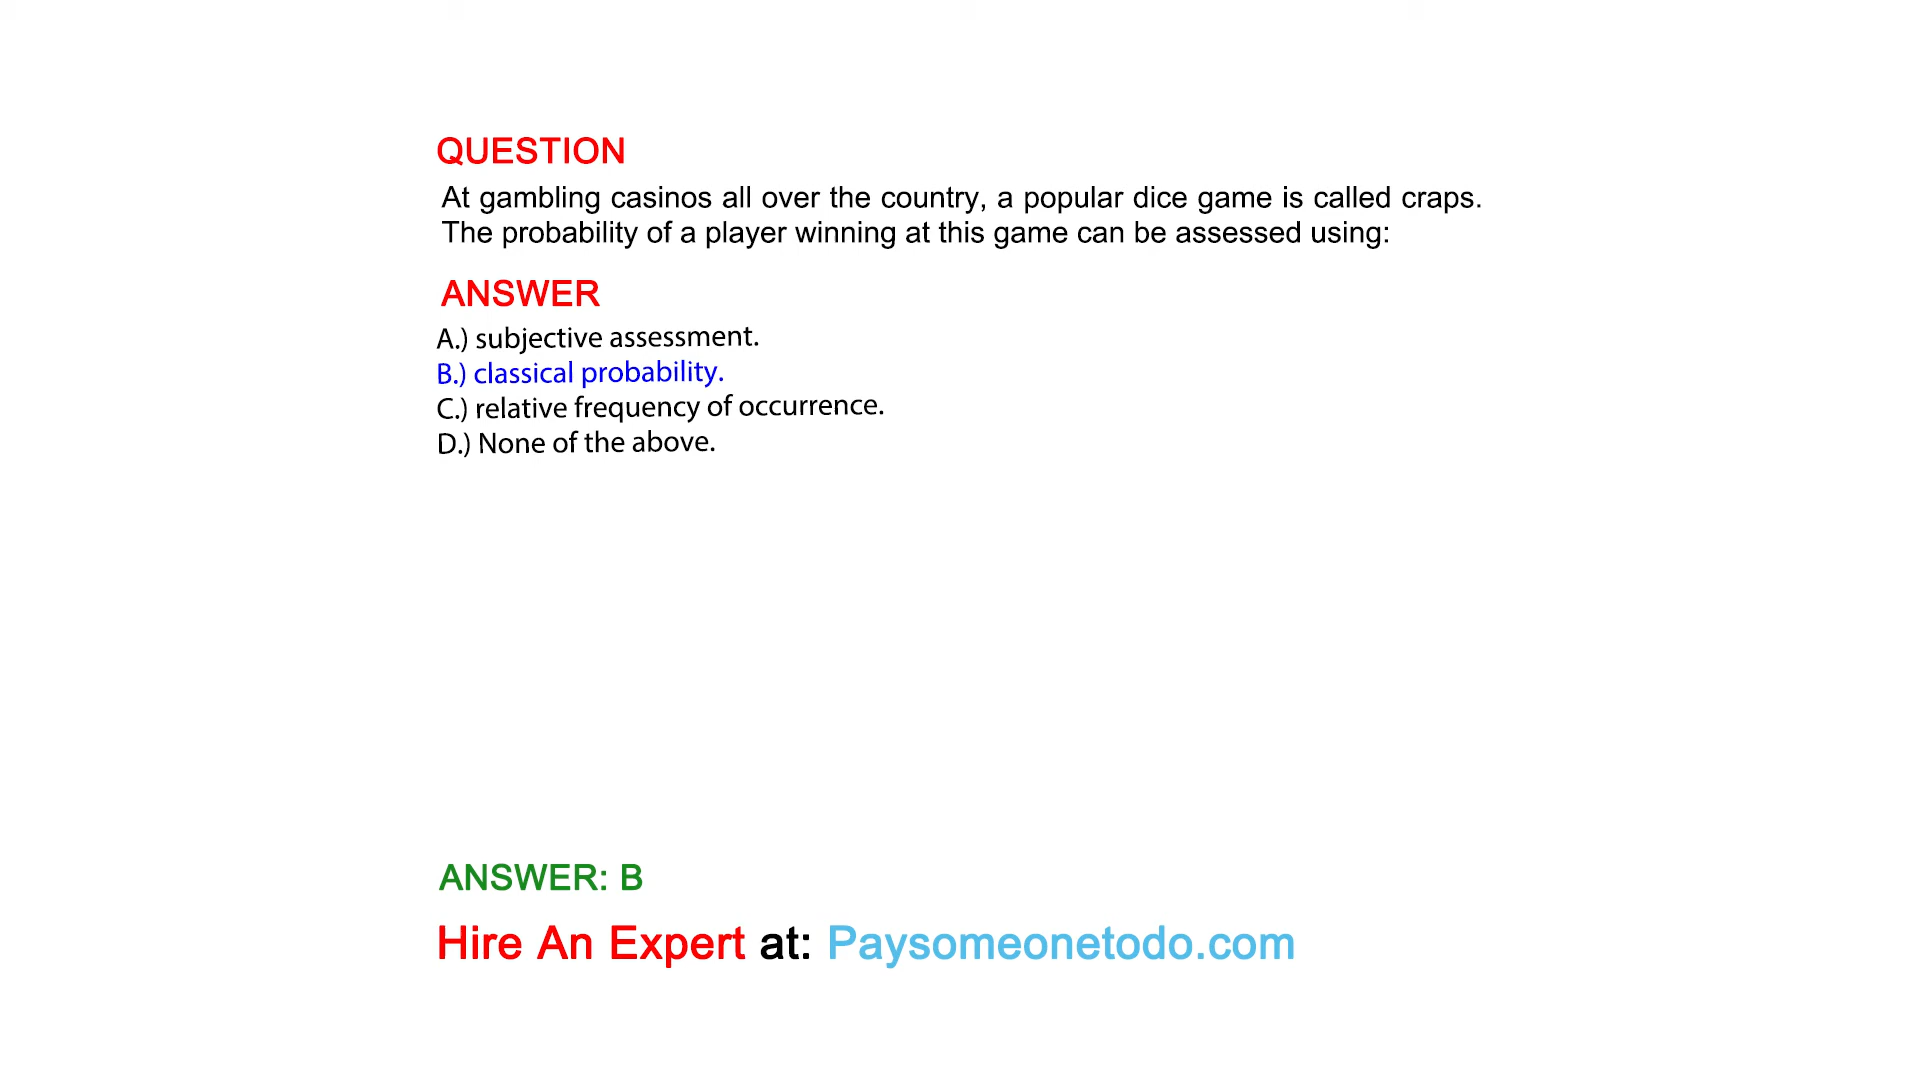 QUESTION
At gambling casinos all over the country, a popular dice game is called craps.
The probability of a player winning at this game can be assessed using:
ANSWER
A.) subjective assessment.
B.) classical probability.
C.) relative frequency of occurrence.
D.) None of the above.
ANSWER: B
Hire An Expert at: Paysomeonetodo.com